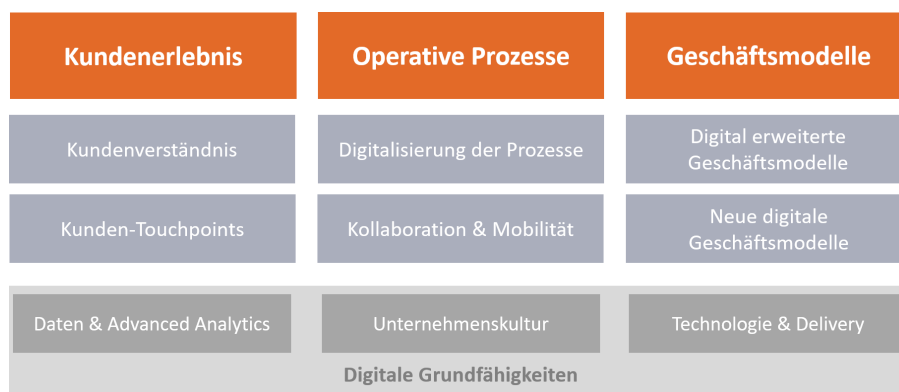 Kundenerlebnis
Operative Prozesse
Geschäftsmodelle
Kundenverständnis
Digitalisierung der Prozesse
Digital erweiterte
Geschäftsmodelle
Kunden-Touchpoints
Kollaboration & Mobilität
Neue digitale
Geschäftsmodelle
Daten & Advanced Analytics
Unternehmenskultur
Technologie & Delivery
Digitale Grundfähigkeiten